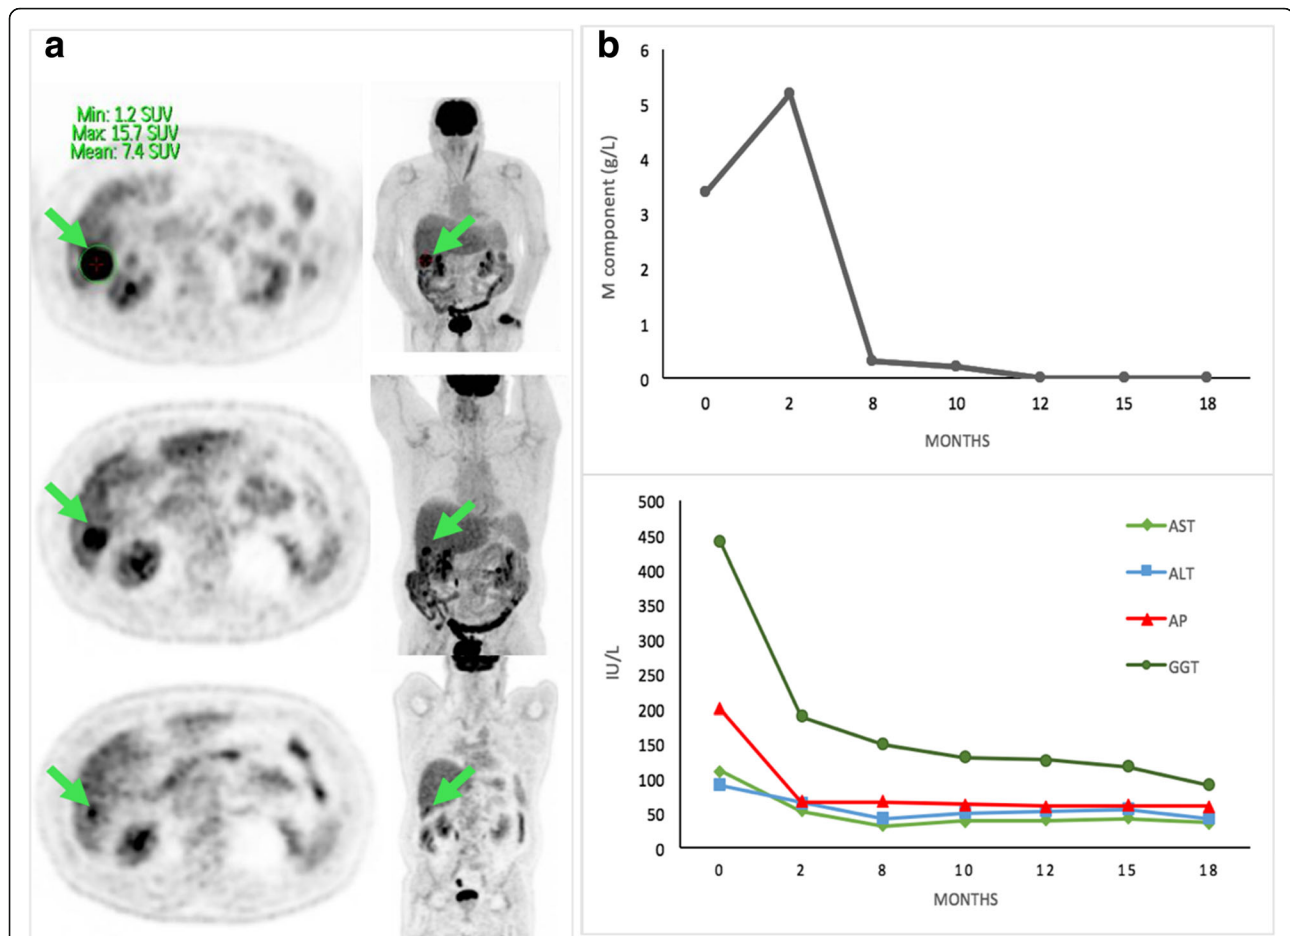 a
Min: 1.2 SUV
Max: 15.7 SUV
Mean: 7.4 SUV
b
M component (g/L)
6
5
4
3
2
1
0
0 2 8 10 12 15 18
MONTHS
IU/L
500
450
400
350
300
250
200
150
100
50
0
AST
ALT
AP
GGT
0 2 8 10 12 15 18
MONTHS